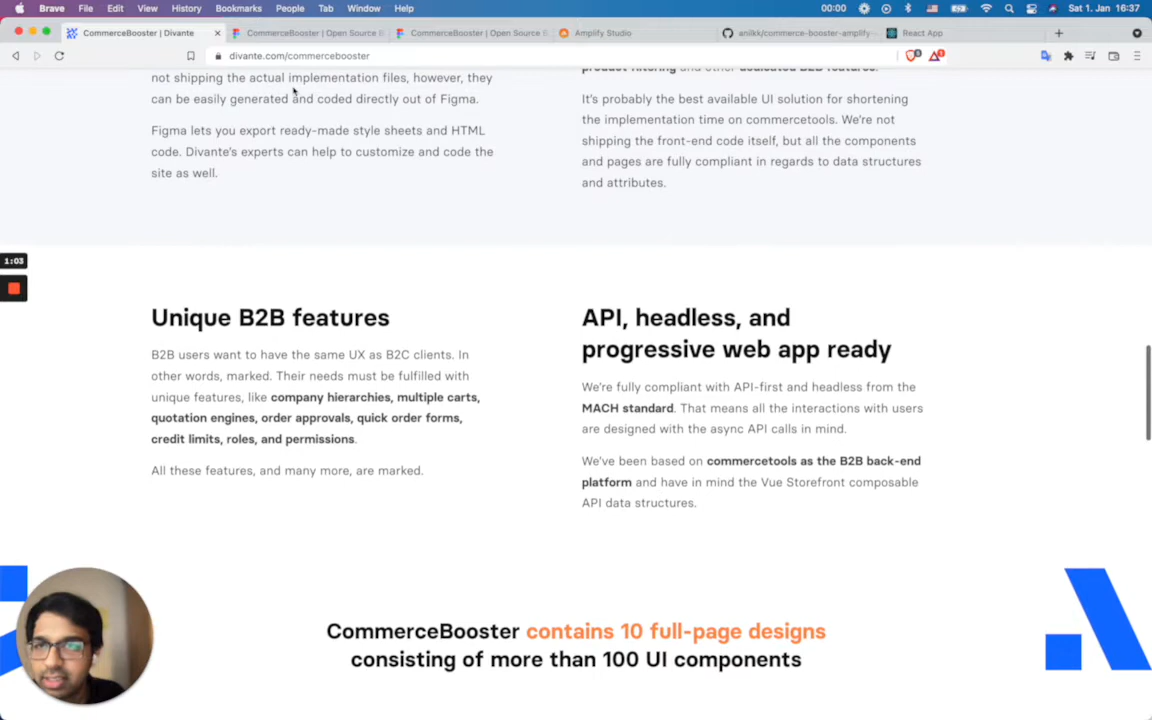 Brave File Edit View History Bookmarks People Tab Window Help 00:00 Sat 1. Jan 16:37
CommerceBooster | Divante
CommerceBooster | Open Source
CommerceBooster | Open Source
Amplify Studio
anilkk/commerce-booster-amplify-
React App
divante.com/commercebooster
not shipping the actual implementation files, however, they
can be easily generated and coded directly out of Figma.
Figma lets you export ready-made style sheets and HTML
code. Divante's experts can help to customize and code the
site as well.
product filtering and other dedicated B2B features.
It's probably the best available UI solution for shortening
the implementation time on commercetools. We're not
shipping the front-end code itself, but all the components
and pages are fully compliant in regards to data structures
and attributes.
1:03
Unique B2B features
B2B users want to have the same UX as B2C clients. In
other words, marked. Their needs must be fulfilled with
unique features, like company hierarchies, multiple carts,
quotation engines, order approvals, quick order forms,
credit limits, roles, and permissions.
All these features, and many more, are marked.
API, headless, and
progressive web app ready
We're fully compliant with API-first and headless from the
MACH standard. That means all the interactions with users
are designed with the async API calls in mind.
We've been based on commercetools as the B2B back-end
platform and have in mind the Vue Storefront composable
API data structures.
CommerceBooster contains 10 full-page designs
consisting of more than 100 UI components